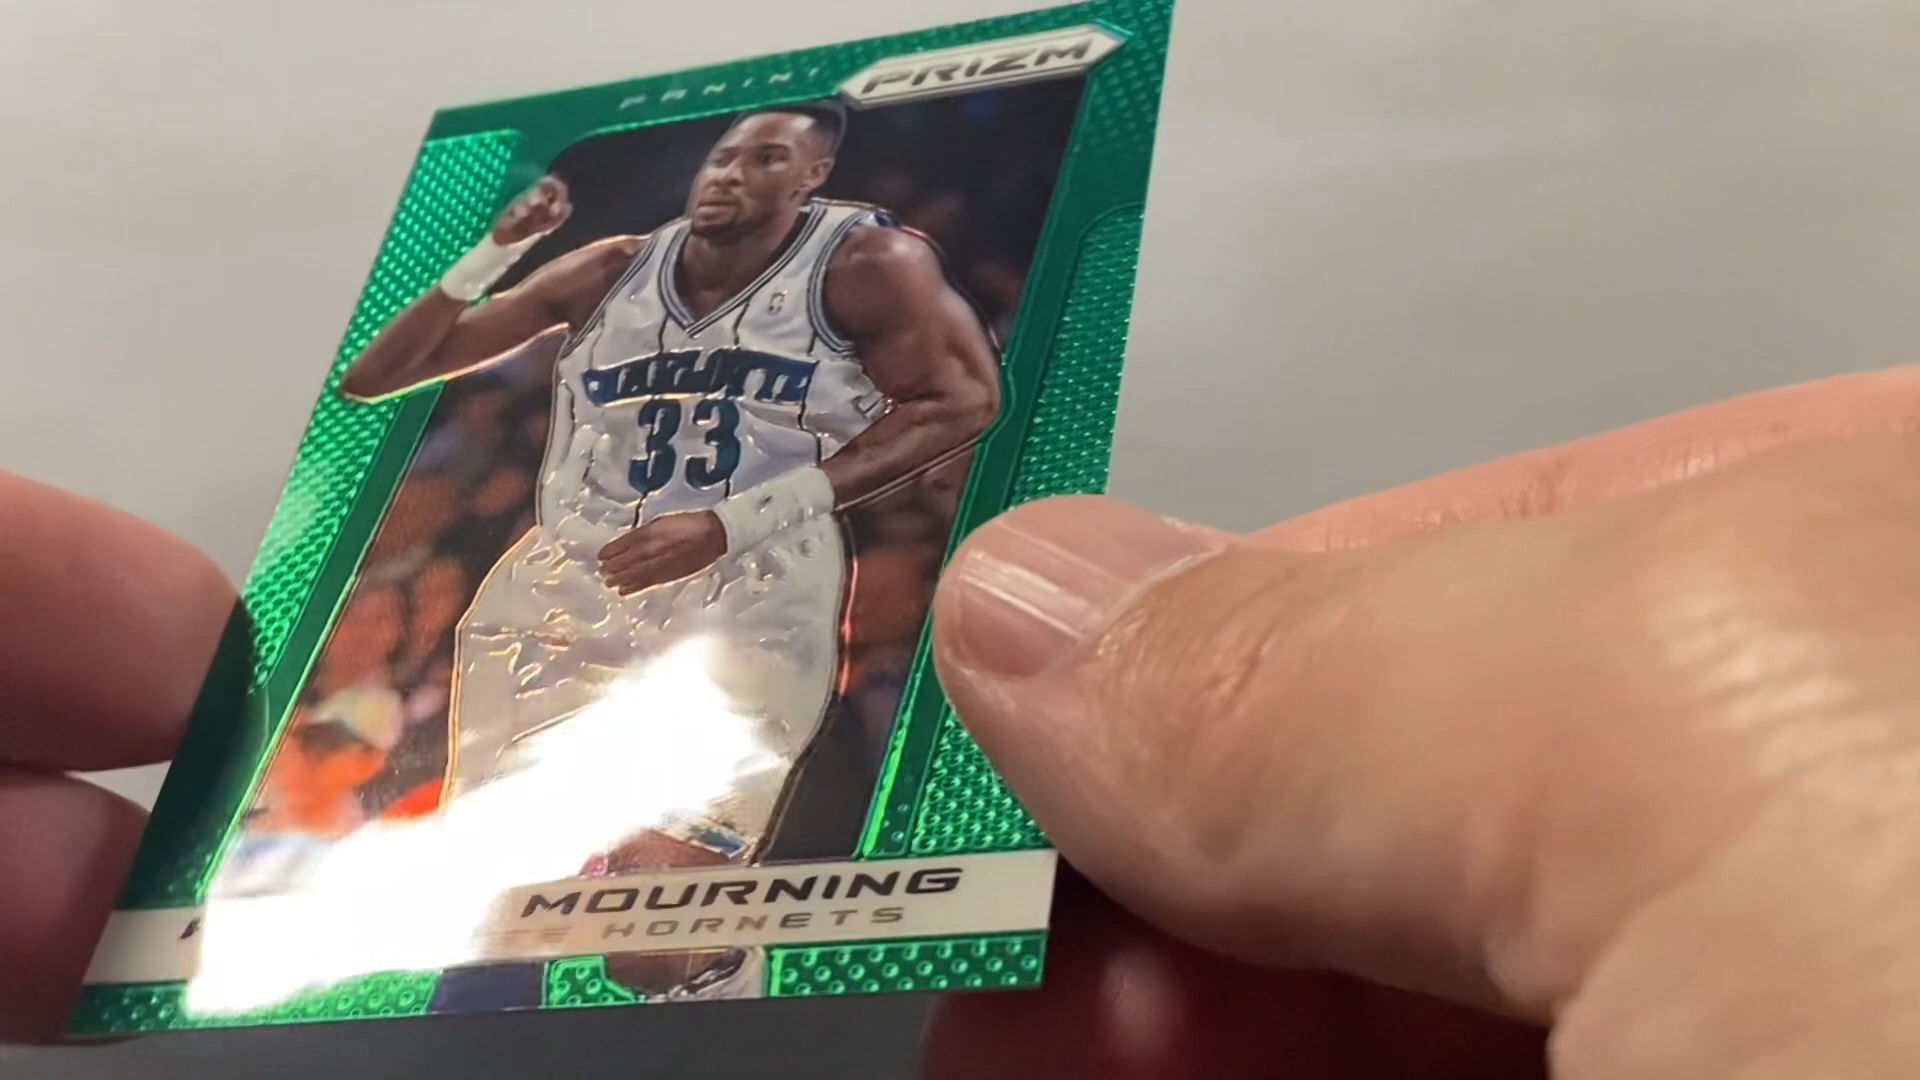 PANINI PRIZM
CHARLOTTE
33
MOURNING
HORNETS